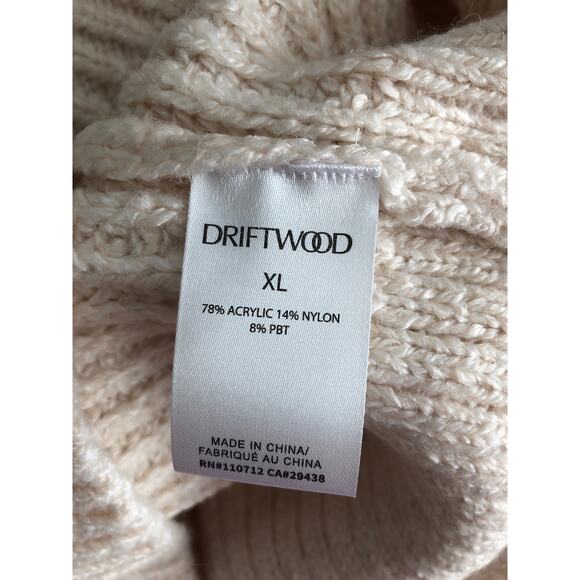 DRIFTWOOD
XL
78% ACRYLIC 14% NYLON
8% PBT
MADE IN CHINA/
FABRIQUÉ AU CHINA
RN#110712 CA#29438